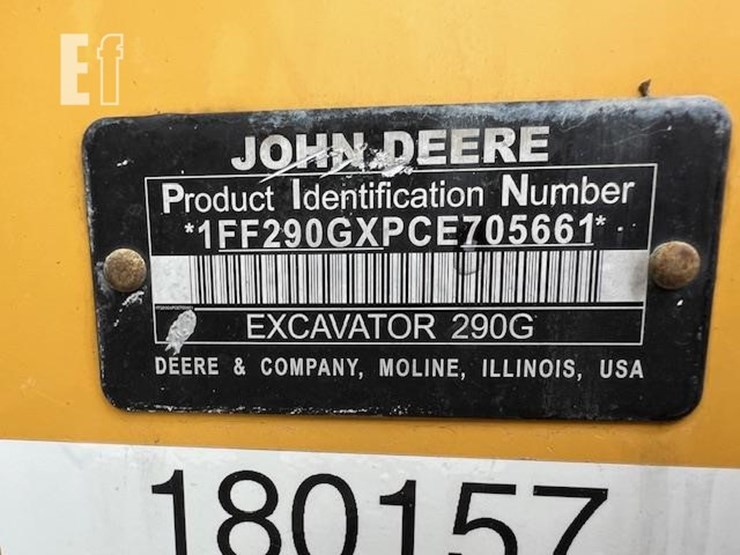 Ef
JOHN DEERE
Product Identification Number
*1FF290GXPCE705661*
EXCAVATOR 290G
DEERE & COMPANY, MOLINE, ILLINOIS, USA
180157